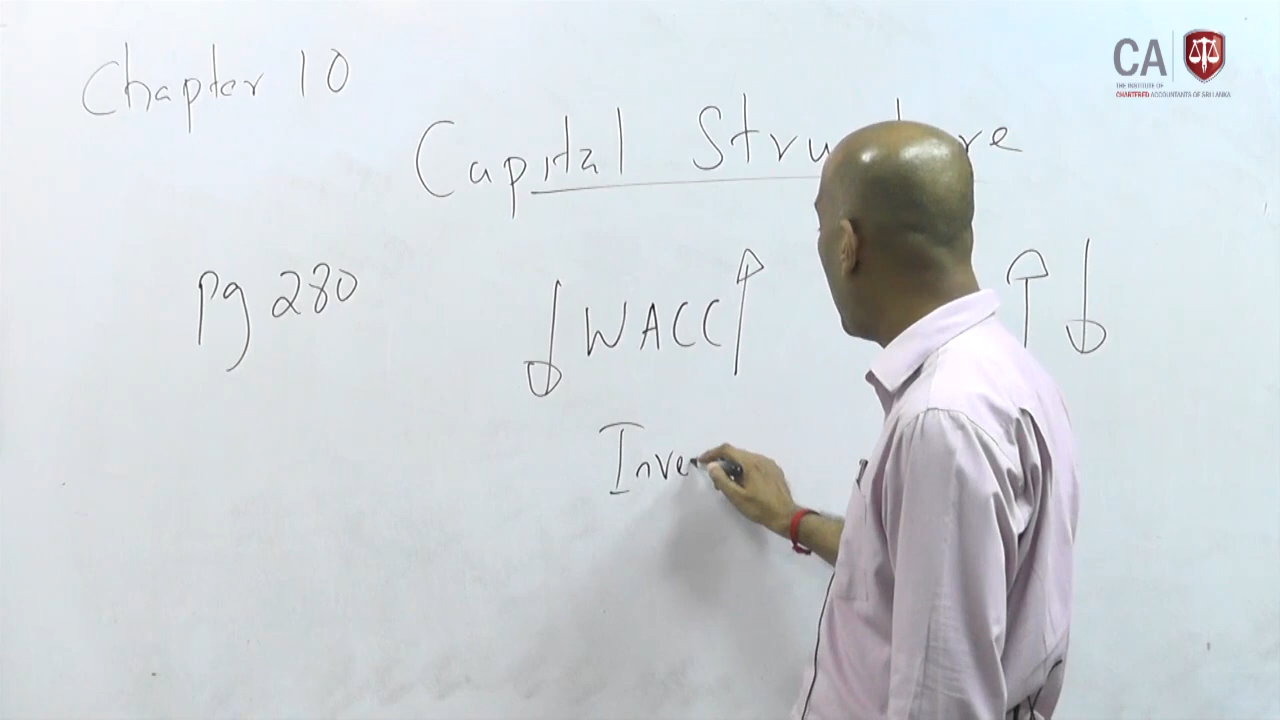 CA
THE INSTITUTE OF
CHARTERED ACCOUNTANTS OF SRI LANKA
Chapter 10
Capital
pg 280
WACC
Inve